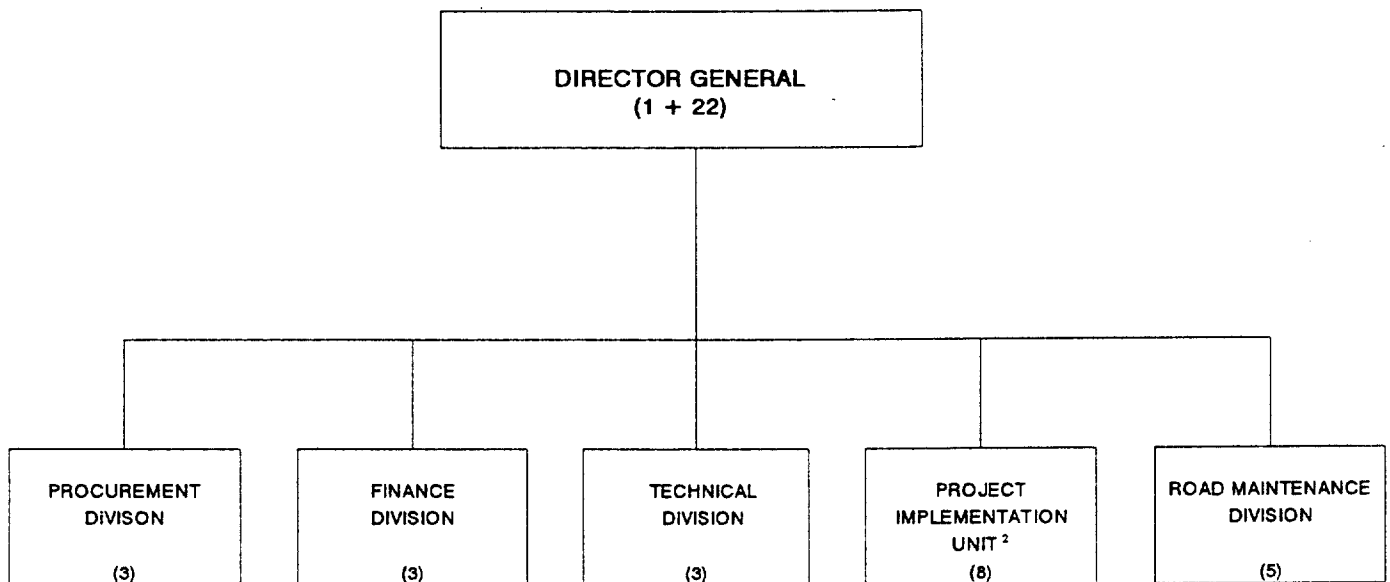 DIRECTOR GENERAL
(1 + 22)
PROCUREMENT
DIVISON
(3)
FINANCE
DIVISION
(3)
TECHNICAL
DIVISION
(3)
PROJECT
IMPLEMENTATION
UNIT ²
(8)
ROAD MAINTENANCE
DIVISION
(5)